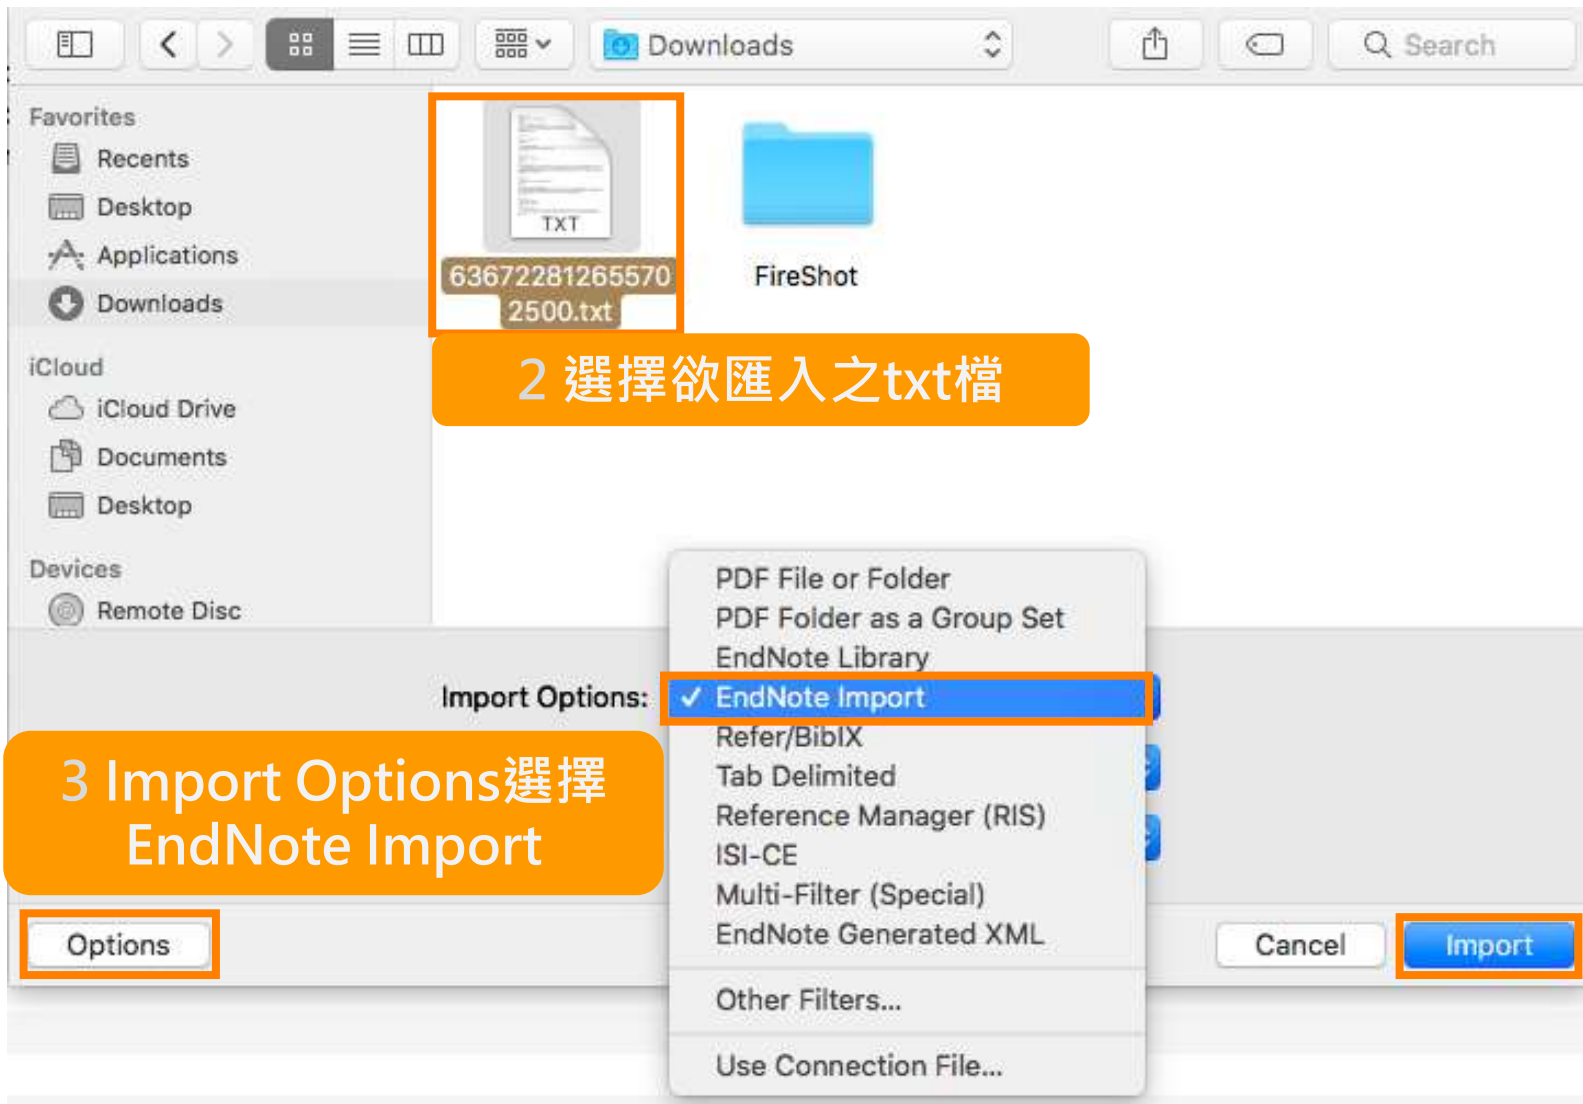 Downloads
Search
Favorites
Recents
Desktop
Applications
Downloads
iCloud
iCloud Drive
Documents
Desktop
Devices
Remote Disc
TXT
63672281265570
2500.txt
FireShot
2 選擇欲匯入之txt檔
Import Options:
PDF File or Folder
PDF Folder as a Group Set
EndNote Library
✓ EndNote Import
Refer/BibIX
Tab Delimited
Reference Manager (RIS)
ISI-CE
Multi-Filter (Special)
EndNote Generated XML
Other Filters...
Use Connection File...
3 Import Options選擇
EndNote Import
Options
Cancel
Import